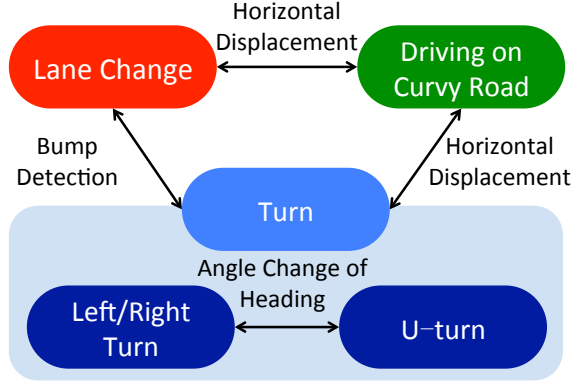 Horizontal
Displacement
Lane Change
Driving on
Curvy Road
Bump
Detection
Horizontal
Displacement
Turn
Angle Change of
Heading
Left/Right
Turn
U−turn